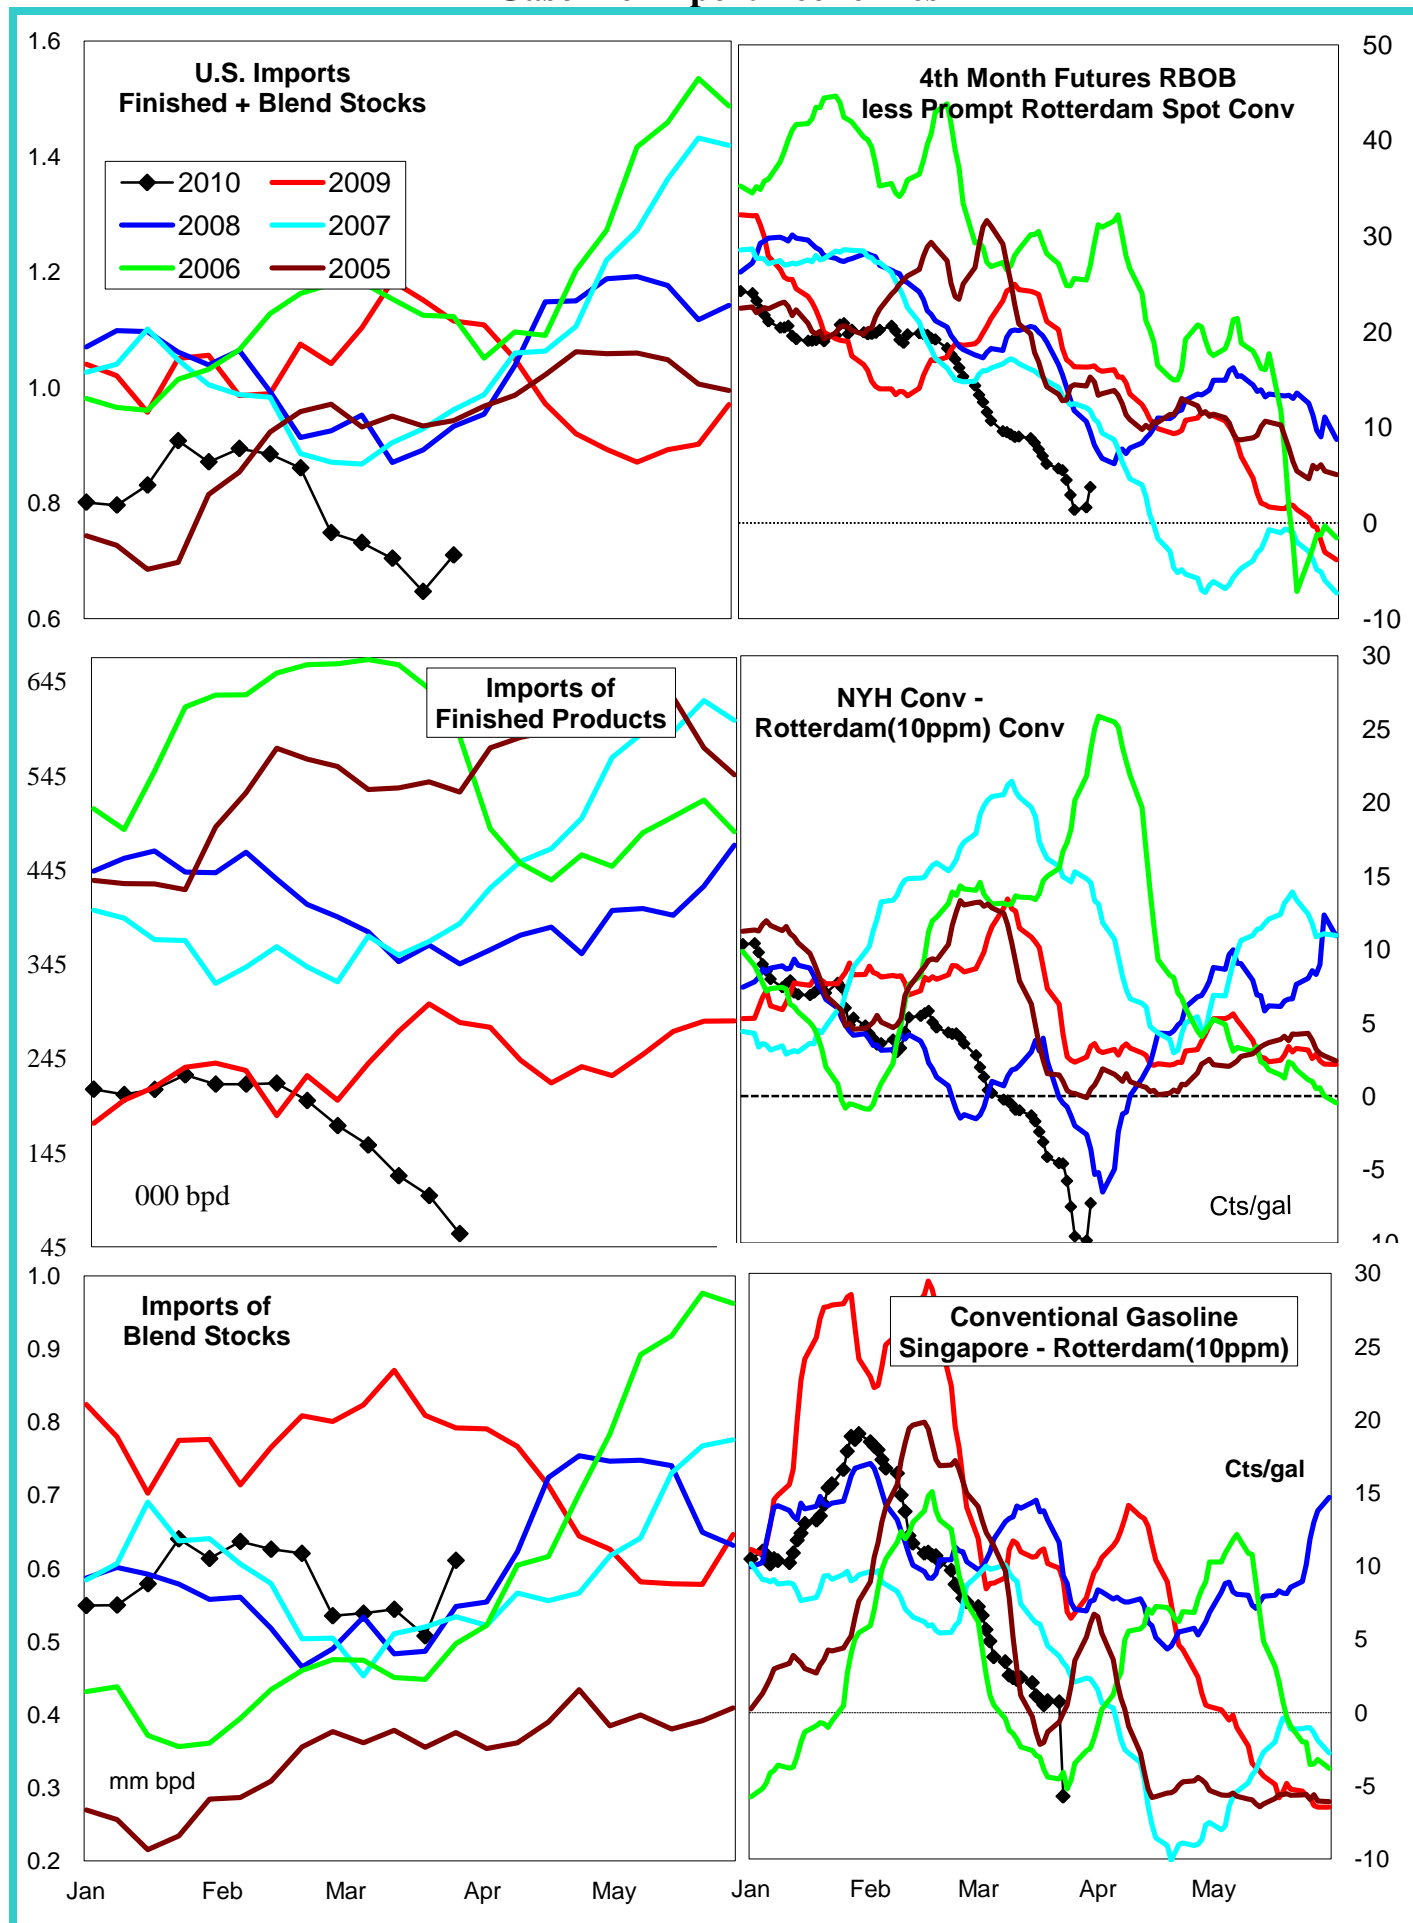 1.6
1.4
1.2
1.0
0.8
0.6
U.S. Imports
Finished + Blend Stocks
2010 2009
2008 2007
2006 2005
50
40
30
20
10
0
-10
4th Month Futures RBOB
less Prompt Rotterdam Spot Conv
645
545
445
345
245
145
45
Imports of
Finished Products
000 bpd
30
25
20
15
10
5
0
-5
-10
NYH Conv -
Rotterdam(10ppm) Conv
Cts/gal
1.0
0.9
0.8
0.7
0.6
0.5
0.4
0.3
0.2
Imports of
Blend Stocks
mm bpd
Jan Feb Mar Apr May
30
25
20
15
10
5
0
-5
-10
Conventional Gasoline
Singapore - Rotterdam(10ppm)
Cts/gal
Jan Feb Mar Apr May